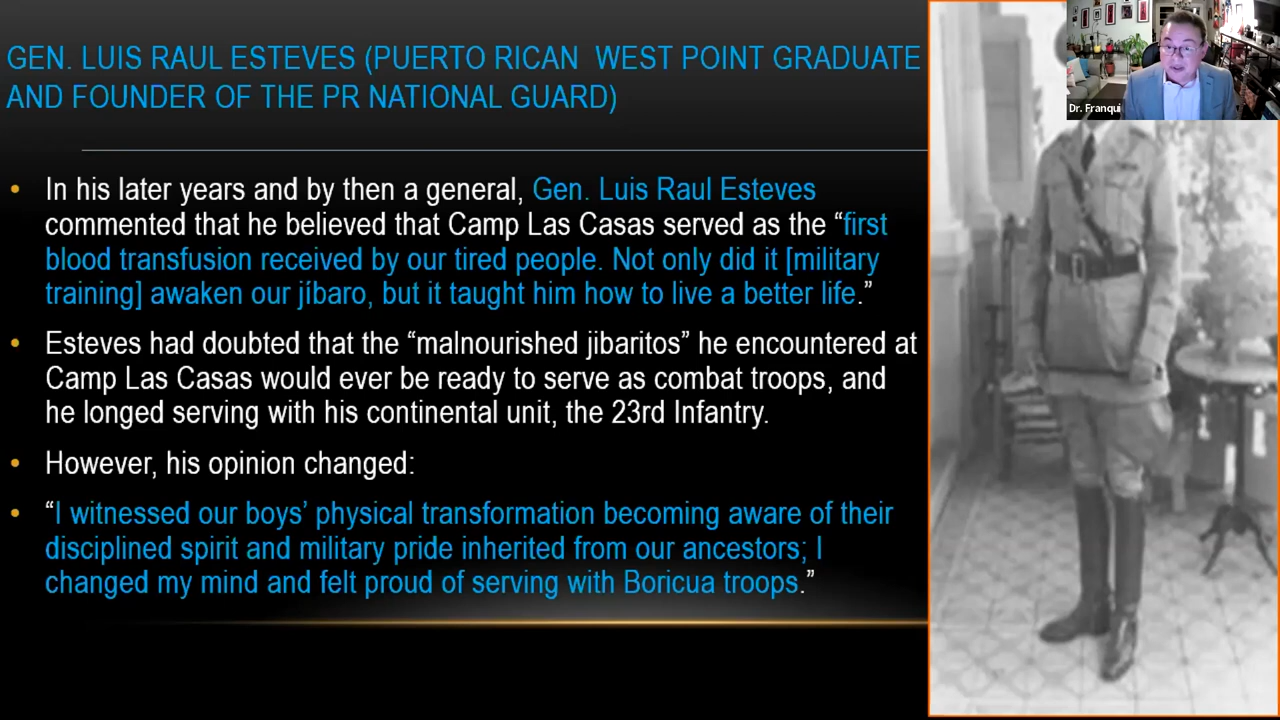 GEN. LUIS RAUL ESTEVES (PUERTO RICAN WEST POINT GRADUATE
AND FOUNDER OF THE PR NATIONAL GUARD)
Dr. Franqui
• In his later years and by then a general, Gen. Luis Raul Esteves
commented that he believed that Camp Las Casas served as the “first
blood transfusion received by our tired people. Not only did it [military
training] awaken our jíbaro, but it taught him how to live a better life.”
• Esteves had doubted that the “malnourished jibaritos” he encountered at
Camp Las Casas would ever be ready to serve as combat troops, and
he longed serving with his continental unit, the 23rd Infantry.
• However, his opinion changed:
• “I witnessed our boys’ physical transformation becoming aware of their
disciplined spirit and military pride inherited from our ancestors; I
changed my mind and felt proud of serving with Boricua troops.”